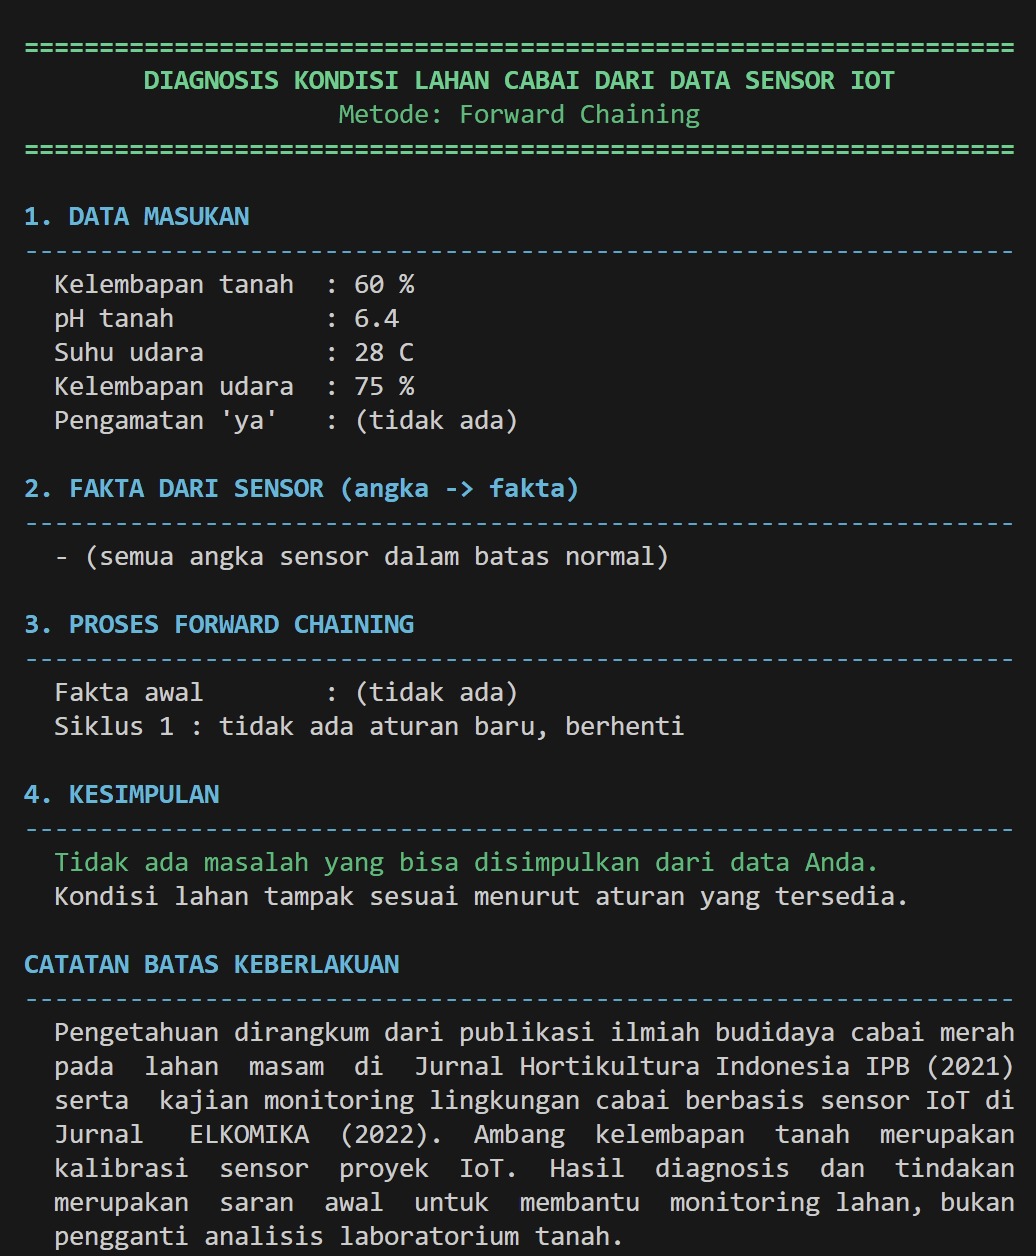 ==================================================================
DIAGNOSIS KONDISI LAHAN CABAI DARI DATA SENSOR IOT
Metode: Forward Chaining
==================================================================
1. DATA MASUKAN
------------------------------------------------------------------
Kelembapan tanah : 60 %
pH tanah : 6.4
Suhu udara : 28 C
Kelembapan udara : 75 %
Pengamatan 'ya' : (tidak ada)
2. FAKTA DARI SENSOR (angka -> fakta)
------------------------------------------------------------------
- (semua angka sensor dalam batas normal)
3. PROSES FORWARD CHAINING
------------------------------------------------------------------
Fakta awal : (tidak ada)
Siklus 1 : tidak ada aturan baru, berhenti
4. KESIMPULAN
------------------------------------------------------------------
Tidak ada masalah yang bisa disimpulkan dari data Anda.
Kondisi lahan tampak sesuai menurut aturan yang tersedia.
CATATAN BATAS KEBERLAKUAN
------------------------------------------------------------------
Pengetahuan dirangkum dari publikasi ilmiah budidaya cabai merah
pada lahan masam di Jurnal Hortikultura Indonesia IPB (2021)
serta kajian monitoring lingkungan cabai berbasis sensor IoT di
Jurnal ELKOMIKA (2022). Ambang kelembapan tanah merupakan
kalibrasi sensor proyek IoT. Hasil diagnosis dan tindakan
merupakan saran awal untuk membantu monitoring lahan, bukan
pengganti analisis laboratorium tanah.